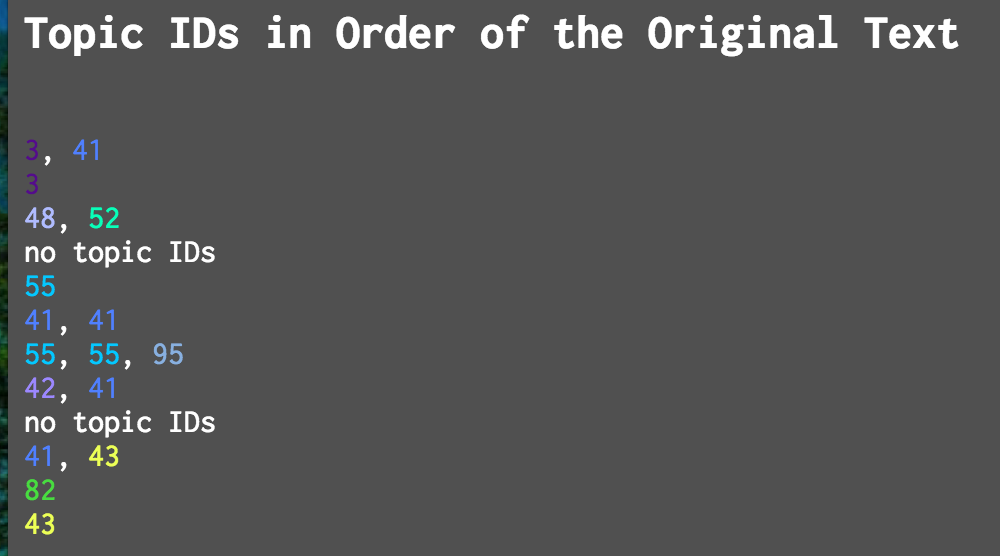 Topic IDs in Order of the Original Text
3, 41
3
48, 52
no topic IDs
55
41, 41
55, 55, 95
42, 41
no topic IDs
41, 43
82
43